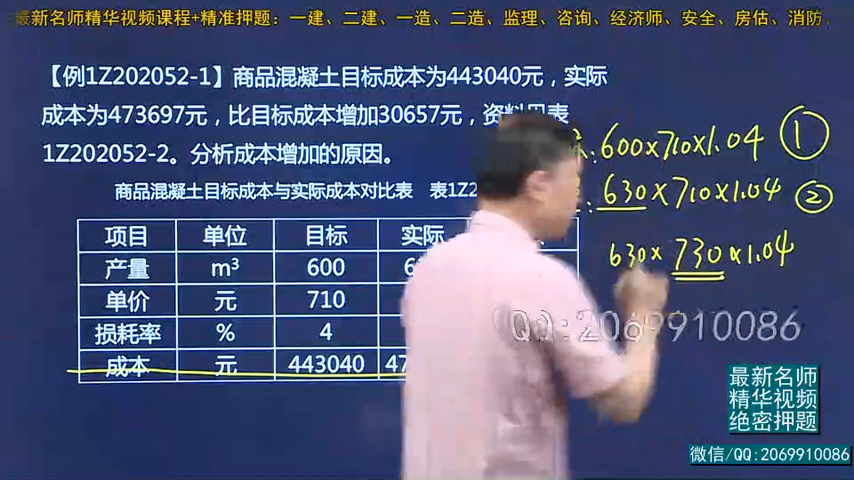 最新名师精华视频课程+精准押题：一建、二建、一造、二造、监理、咨询、经济师、安全、房估、消防
【例1Z202052-1】商品混凝土目标成本为443040元，实际
成本为473697元，比目标成本增加30657元，资料
1Z202052-2。分析成本增加的原因。
商品混凝土目标成本与实际成本对比表 表1Z2
项目 单位 目标 实际
产量 m³ 600 6
单价 元 710
损耗率 % 4
成本 元 443040 47
600×710×1.04 ①
630×710×1.04 ②
630×730×1.04
QQ:2069910086
最新名师
精华视频
绝密押题
微信/QQ:2069910086